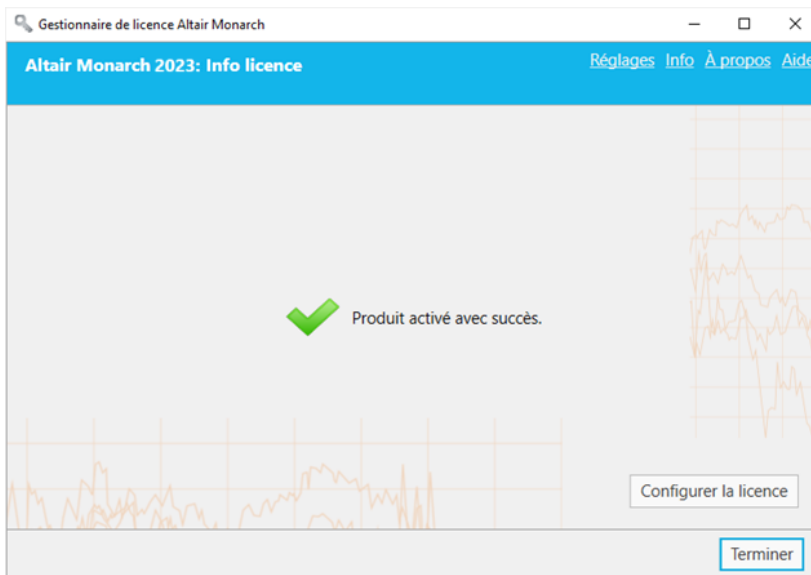 Gestionnaire de licence Altair Monarch
Altair Monarch 2023: Info licence
Réglages Info À propos Aide
Produit activé avec succès.
Configurer la licence
Terminer